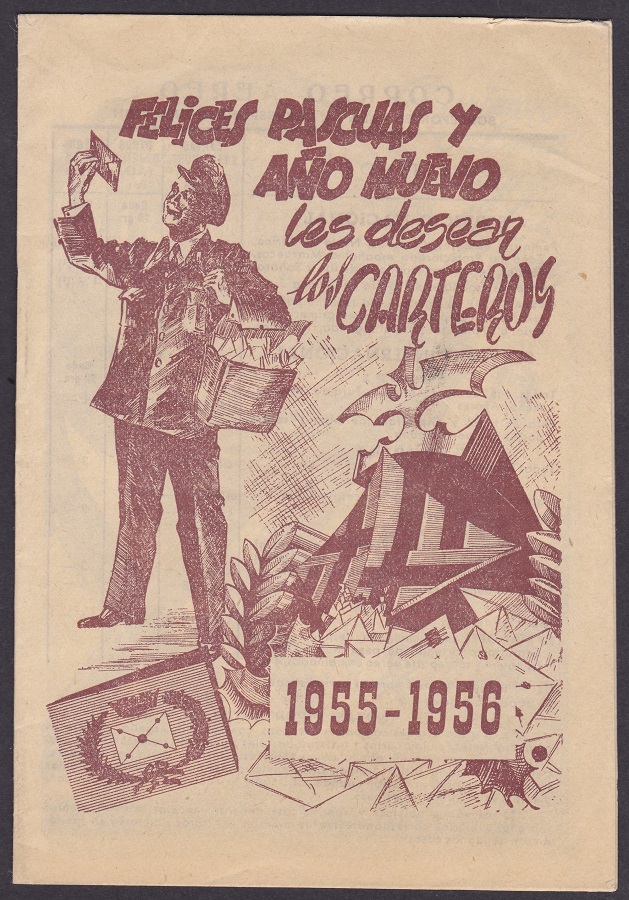 FELICES PASCUAS Y
AÑO NUEVO
les desean
los CARTEROS
1955-1956